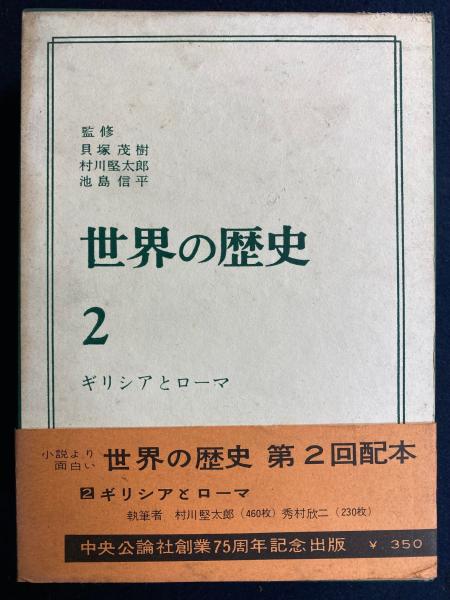 監修
貝塚茂樹
村川堅太郎
池島信平
世界の歴史
2
ギリシアとローマ
小説より
面白い
世界の歴史 第2回配本
2 ギリシアとローマ
執筆者 村川堅太郎(460枚)秀村欣二(230枚)
中央公論社創業75周年記念出版 ¥.350